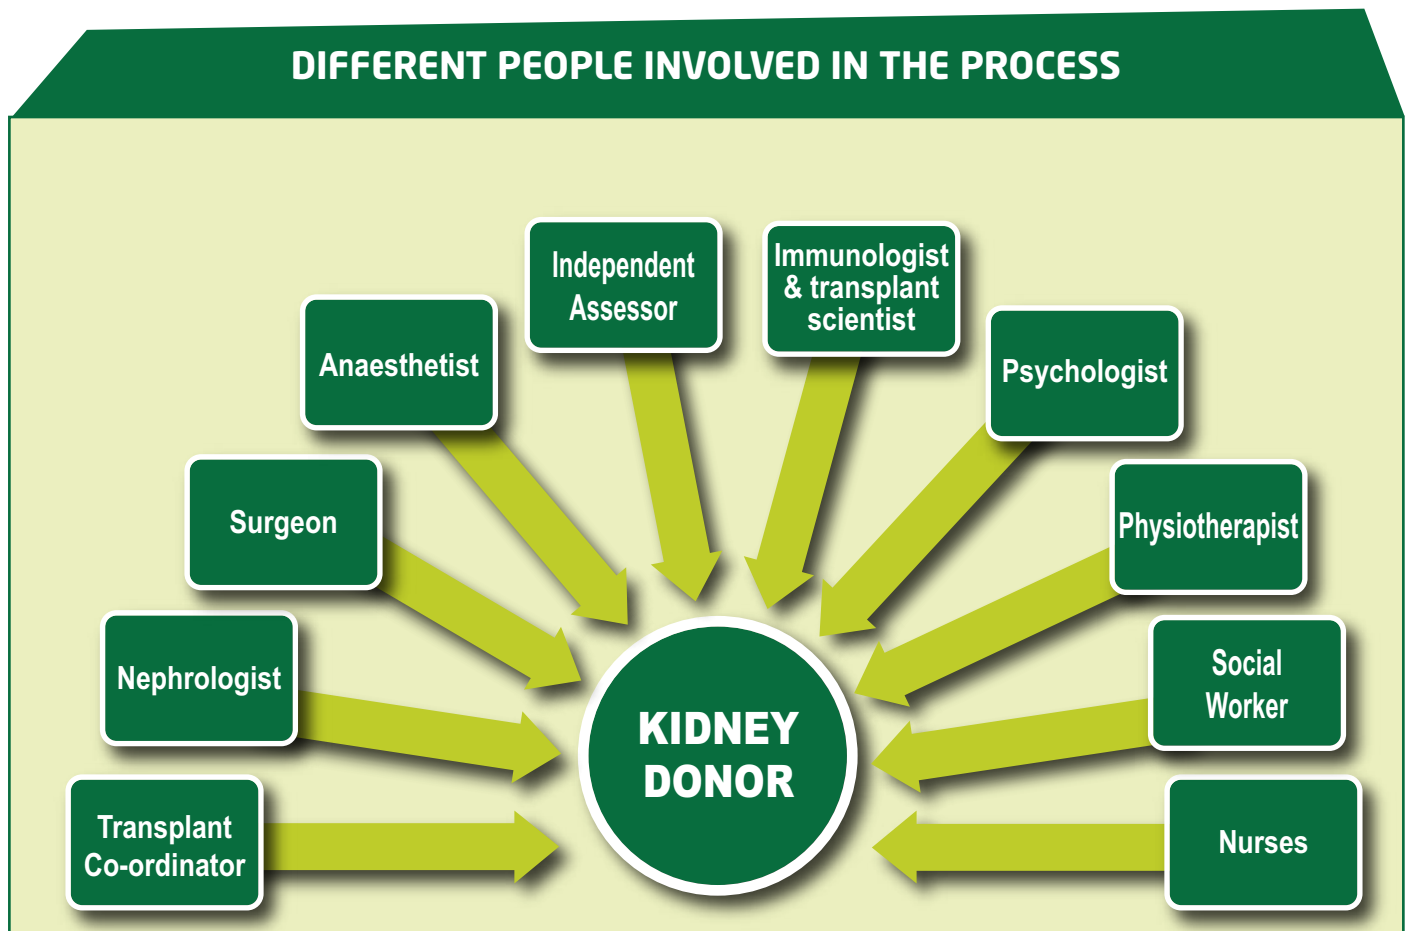 DIFFERENT PEOPLE INVOLVED IN THE PROCESS
Independent
Assessor
Immunologist
& transplant
scientist
Anaesthetist
Psychologist
Surgeon
Physiotherapist
Nephrologist
Social
Worker
KIDNEY
DONOR
Transplant
Co-ordinator
Nurses